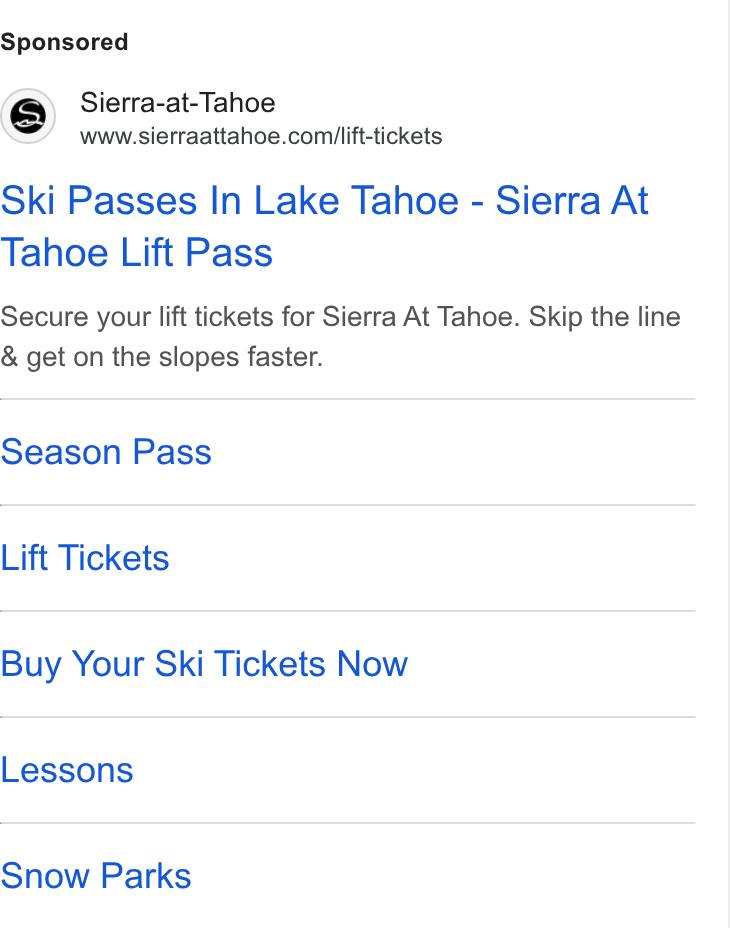 Sponsored
Sierra-at-Tahoe
www.sierraattahoe.com/lift-tickets
Ski Passes In Lake Tahoe - Sierra At
Tahoe Lift Pass
Secure your lift tickets for Sierra At Tahoe. Skip the line
& get on the slopes faster.
Season Pass
Lift Tickets
Buy Your Ski Tickets Now
Lessons
Snow Parks